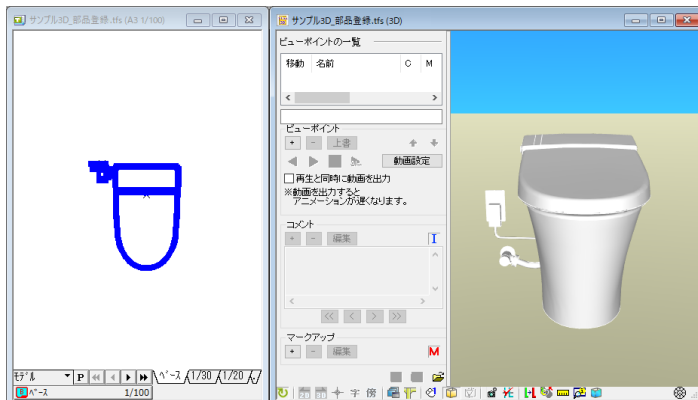 サンプル3D_部品登録.tfs (A3 1/100)
モデル
P
ベース
1/30
1/20
ベース
1/100
サンプル3D_部品登録.tfs (3D)
ビューポイントの一覧
移動 名前 C M
ビューポイント
+ - 上書
動画設定
再生と同時に動画を出力
※動画を出力すると
アニメーションが遅くなります。
コメント
+ - 編集 I
<< < > >>
マークアップ
+ - 編集 M
字 傍